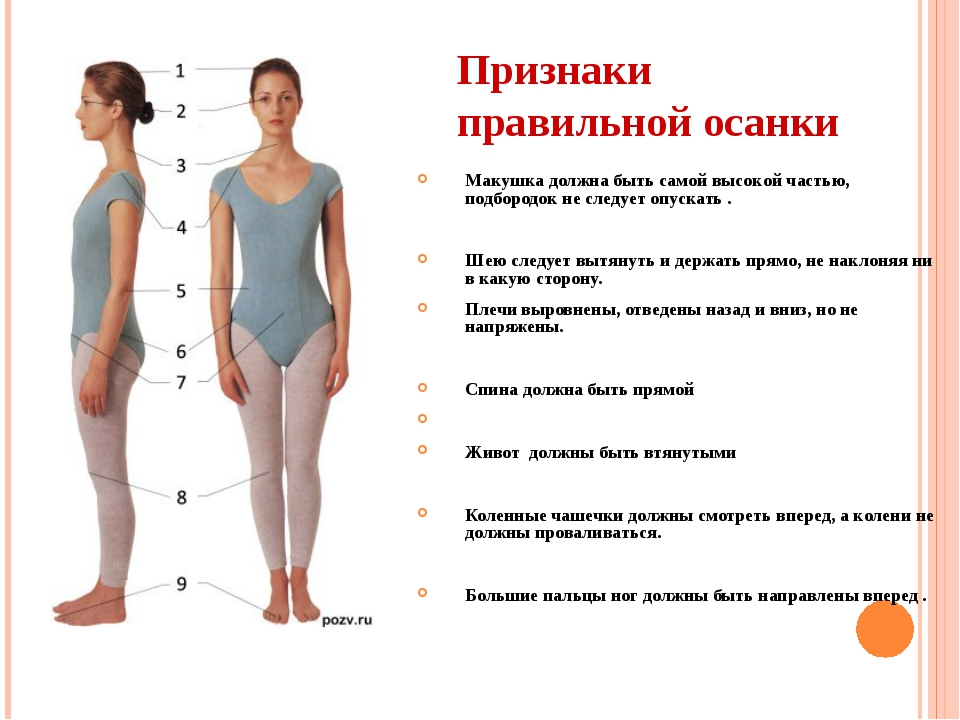 1
2
3
4
5
6
7
8
9
pozv.ru
Признаки
правильной осанки
Макушка должна быть самой высокой частью,
подбородок не следует опускать .
Шею следует вытянуть и держать прямо, не наклоняя ни
в какую сторону.
Плечи выровнены, отведены назад и вниз, но не
напряжены.
Спина должна быть прямой
Живот должны быть втянутыми
Коленные чашечки должны смотреть вперед, а колени не
должны проваливаться.
Большие пальцы ног должны быть направлены вперед .